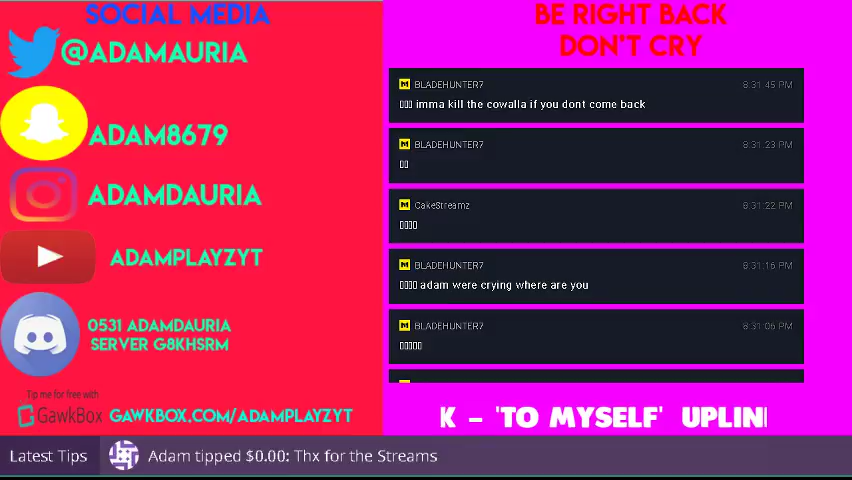 SOCIAL MEDIA
@ADAMAURIA
ADAM8679
ADAMDAURIA
ADAMPLAYZYT
0531 ADAMDAURIA
SERVER G8KHSRM
Tip me for free with
GawkBox
GAWKBOX.COM/ADAMPLAYZYT
BE RIGHT BACK
DON'T CRY
BLADEHUNTER7 8:31:45 PM
imma kill the cowalla if you dont come back
BLADEHUNTER7 8:31:23 PM
CakeStreamz 8:31:22 PM
BLADEHUNTER7 8:31:16 PM
adam were crying where are you
BLADEHUNTER7 8:31:06 PM
K - 'TO MYSELF' UPLIN
Latest Tips
Adam tipped $0.00: Thx for the Streams